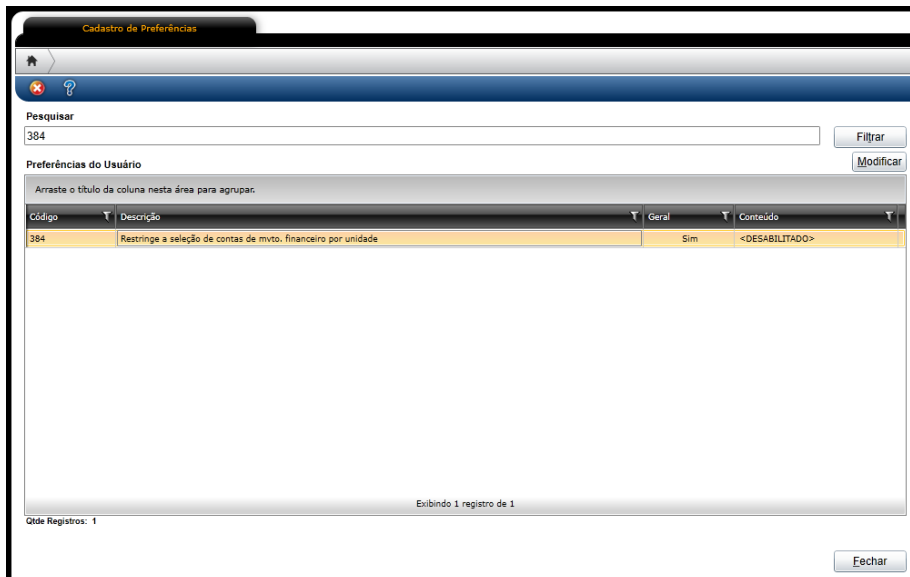 Cadastro de Preferências
Pesquisar
384
Filtrar
Preferências do Usuário
Modificar
Arraste o título da coluna nesta área para agrupar.
Código Descrição Geral Conteúdo
384 Restringe a seleção de contas de mvto. financeiro por unidade Sim <DESABILITADO>
Exibindo 1 registro de 1
Qtde Registros: 1
Fechar